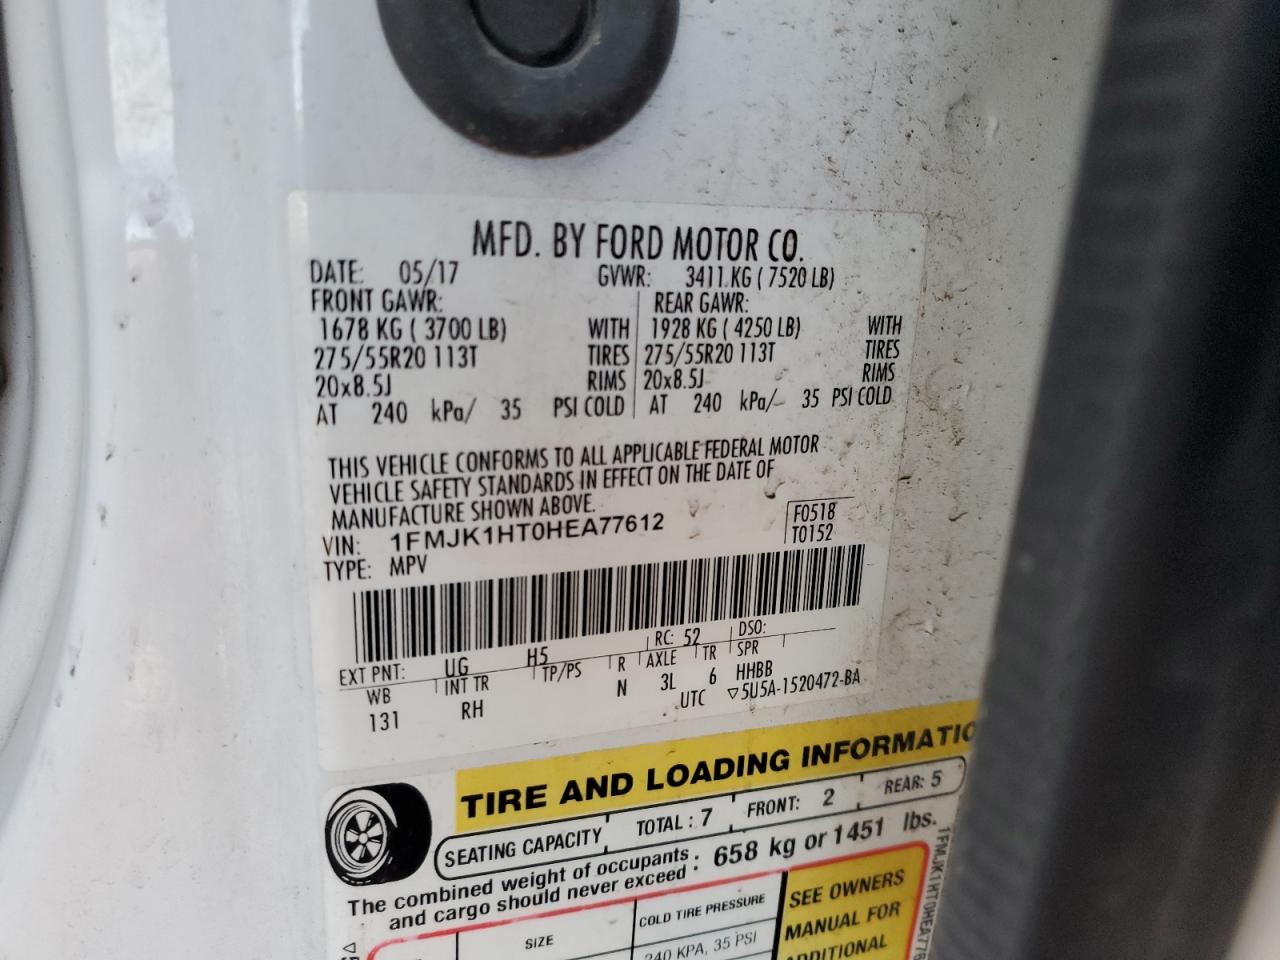 MFD. BY FORD MOTOR CO.
DATE: 05/17 GVWR: 3411 KG ( 7520 LB)
FRONT GAWR: REAR GAWR:
1678 KG ( 3700 LB) WITH 1928 KG ( 4250 LB) WITH
275/55R20 113T TIRES 275/55R20 113T TIRES
20x8.5J RIMS 20x8.5J RIMS
AT 240 kPa/ 35 PSI COLD AT 240 kPa/ 35 PSI COLD
THIS VEHICLE CONFORMS TO ALL APPLICABLE FEDERAL MOTOR
VEHICLE SAFETY STANDARDS IN EFFECT ON THE DATE OF
MANUFACTURE SHOWN ABOVE.
VIN: 1FMJK1HT0HEA77612 F0518
TYPE: MPV T0152
EXT PNT: UG H5 RC: 52 DSO:
WB INT TR TP/PS R AXLE TR SPR
131 RH N 3L 6 HHBB
UTC ▽5U5A-1520472-BA
TIRE AND LOADING INFORMATIO
SEATING CAPACITY TOTAL : 7 FRONT: 2 REAR: 5
The combined weight of occupants : 658 kg or 1451 lbs.
and cargo should never exceed
SIZE COLD TIRE PRESSURE SEE OWNERS
240 KPA, 35 PSI MANUAL FOR
ADDITIONAL
1FMJK1HT0HEA776